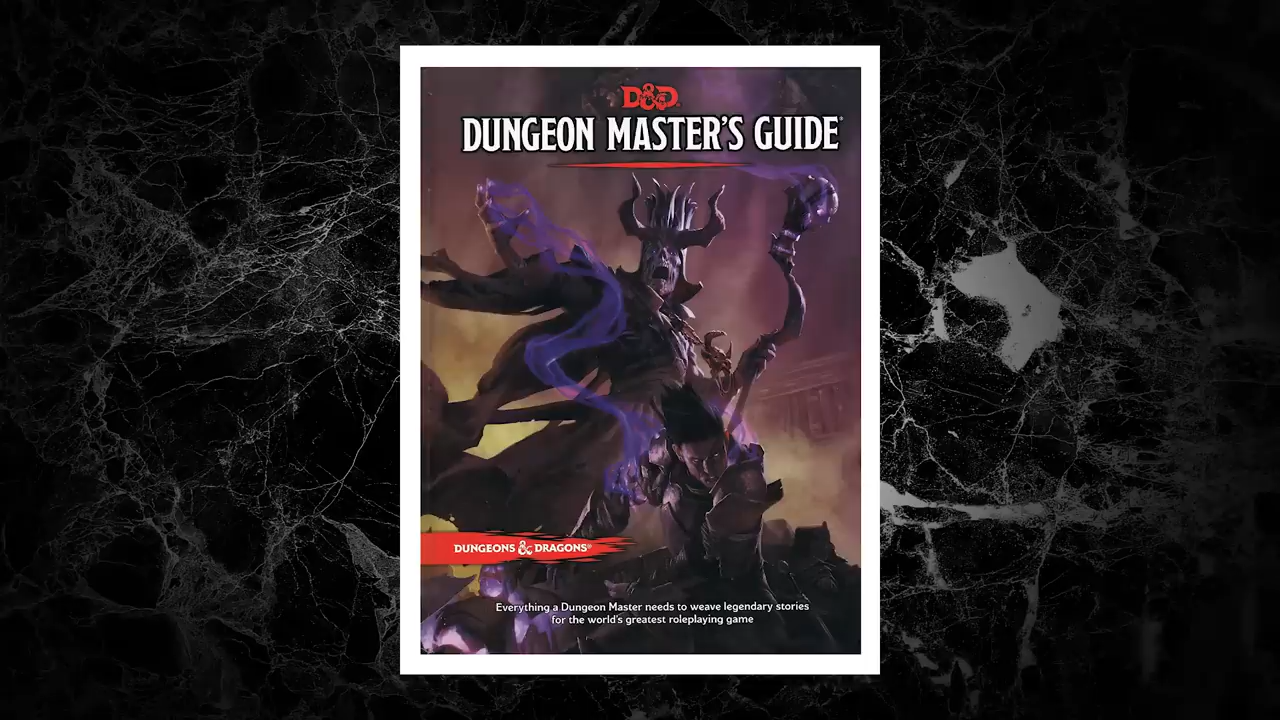 D&D
DUNGEON MASTER'S GUIDE®
DUNGEONS & DRAGONS®
Everything a Dungeon Master needs to weave legendary stories
for the world's greatest roleplaying game